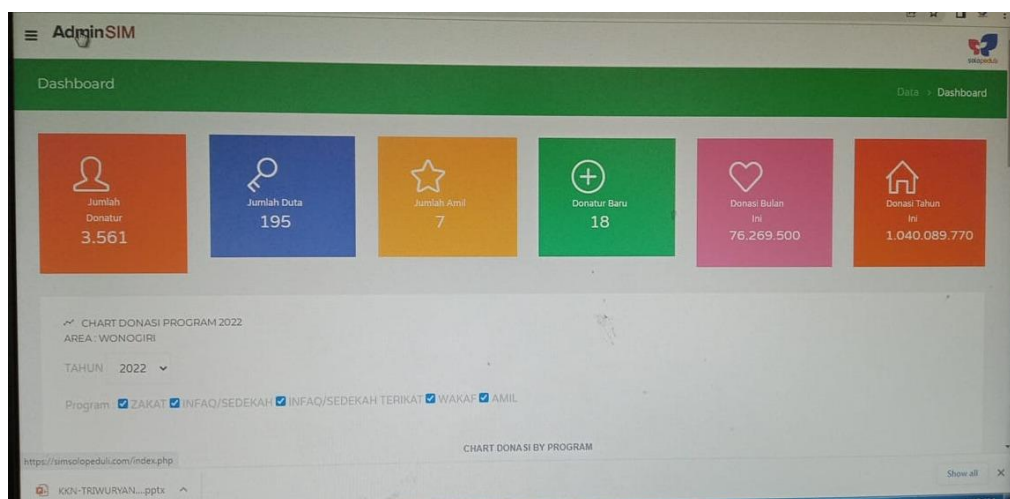 AdminSIM
solopeduli
Dashboard
Data > Dashboard
Jumlah
Donatur
3.561
Jumlah Duta
195
Jumlah Amil
7
Donatur Baru
18
Donasi Bulan
Ini
76.269.500
Donasi Tahun
Ini
1.040.089.770
CHART DONASI PROGRAM 2022
AREA : WONOGIRI
TAHUN 2022
Program : ZAKAT INFAQ/SEDEKAH INFAQ/SEDEKAH TERIKAT WAKAF AMIL
CHART DONASI BY PROGRAM
https://simsolopeduli.com/index.php
KKN-TRIWURYAN....pptx
Show all